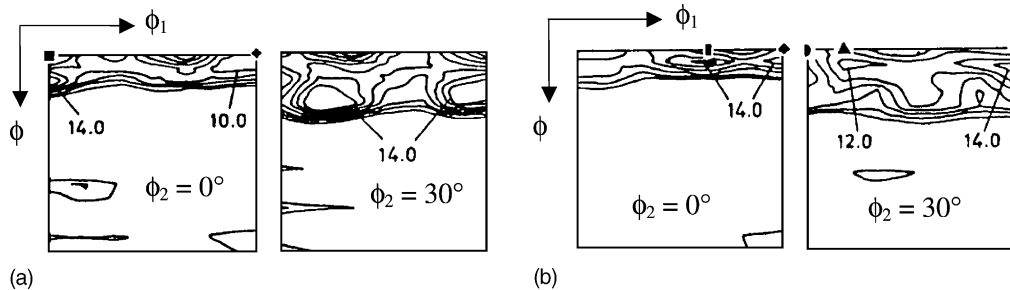 ϕ₁
ϕ
14.0
10.0
ϕ₂ = 0°
14.0
ϕ₂ = 30°
(a)
ϕ₁
ϕ
14.0
ϕ₂ = 0°
12.0
14.0
ϕ₂ = 30°
(b)